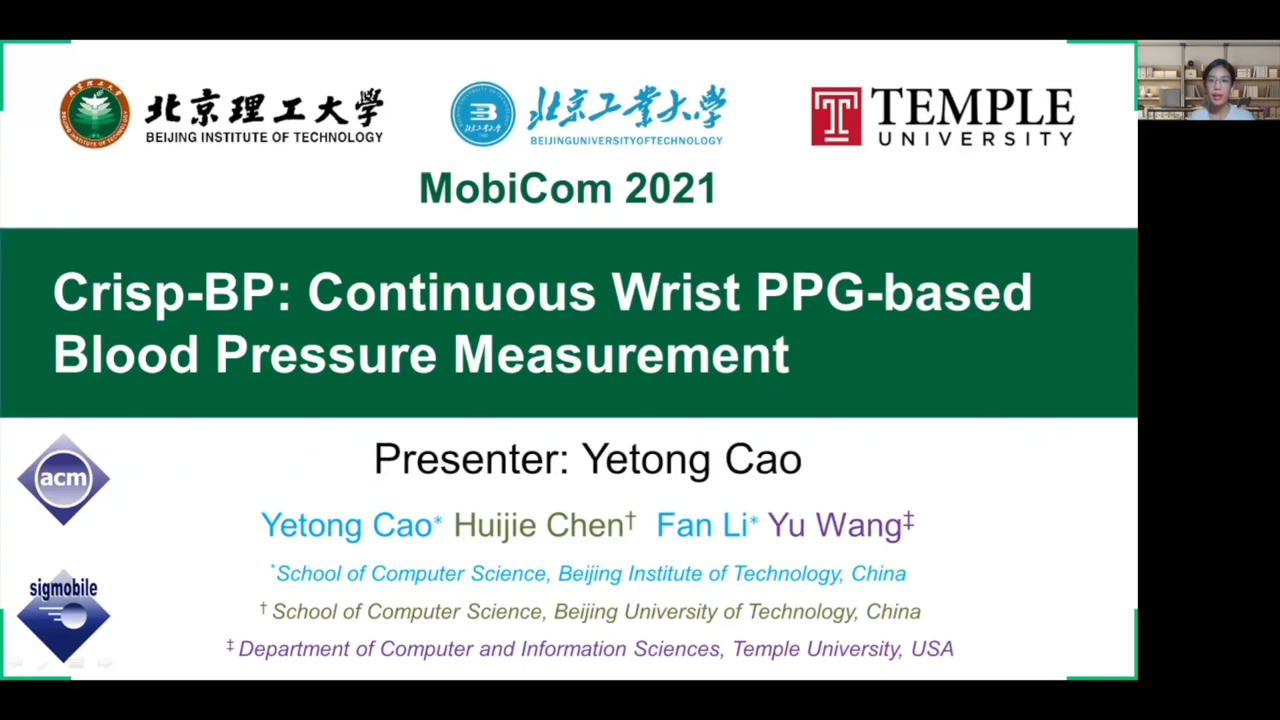 北京理工大學
BEIJING INSTITUTE OF TECHNOLOGY
北京工業大學
BEIJINGUNIVERSITYOFTECHNOLOGY
TEMPLE
UNIVERSITY
MobiCom 2021
Crisp-BP: Continuous Wrist PPG-based
Blood Pressure Measurement
acm
Presenter: Yetong Cao
Yetong Cao* Huijie Chen† Fan Li* Yu Wang‡
*School of Computer Science, Beijing Institute of Technology, China
sigmobile
† School of Computer Science, Beijing University of Technology, China
‡ Department of Computer and Information Sciences, Temple University, USA